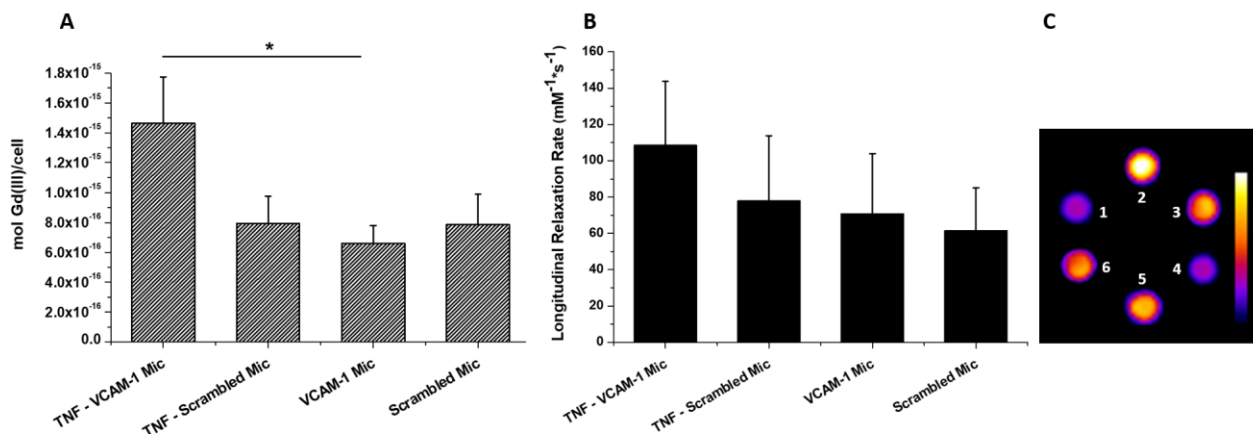 A
*
mol Gd(III)/cell
1.8x10⁻¹⁵
1.6x10⁻¹⁵
1.4x10⁻¹⁵
1.2x10⁻¹⁵
1.0x10⁻¹⁵
8.0x10⁻¹⁶
6.0x10⁻¹⁶
4.0x10⁻¹⁶
2.0x10⁻¹⁶
0.0
TNF - VCAM-1 Mic
TNF - Scrambled Mic
VCAM-1 Mic
Scrambled Mic
B
Longitudinal Relaxation Rate (mM⁻¹*s⁻¹)
160
140
120
100
80
60
40
20
0
TNF - VCAM-1 Mic
TNF - Scrambled Mic
VCAM-1 Mic
Scrambled Mic
C
1
2
3
4
5
6